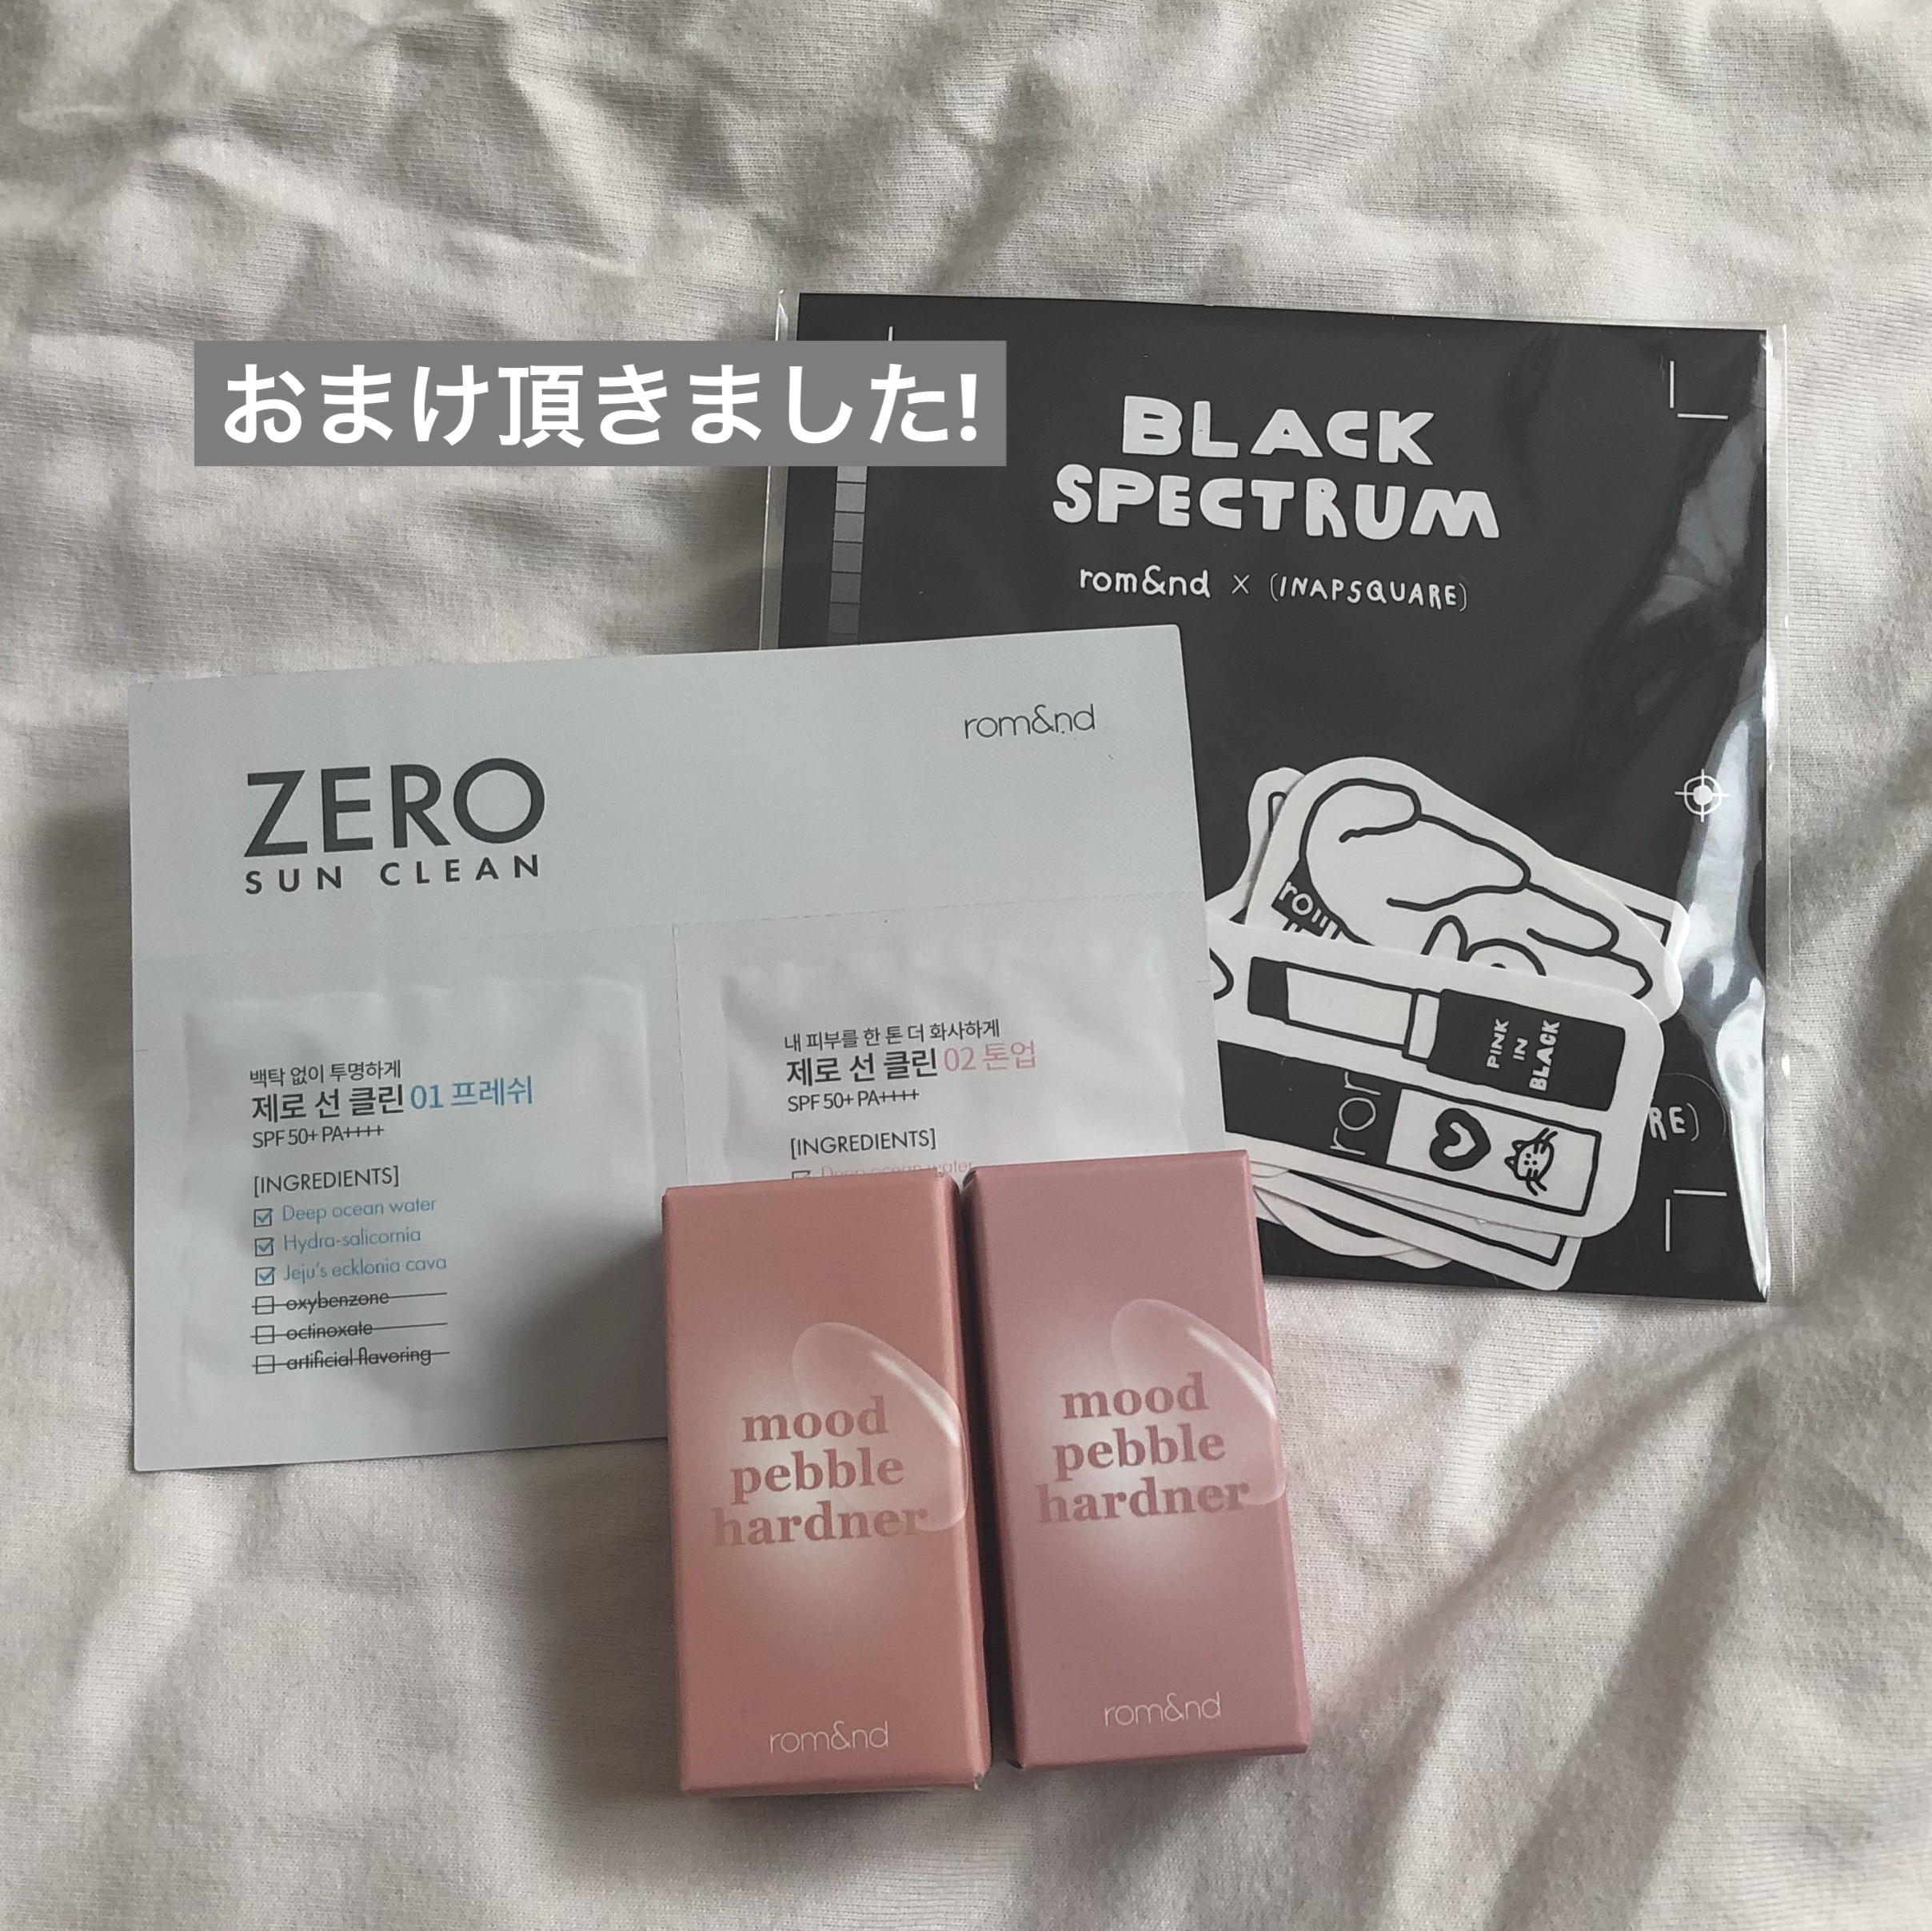 おまけ頂きました!
BLACK
SPECTRUM
rom&nd X (INAPSQUARE)
rom&nd
ZERO
SUN CLEAN
백탁 없이 투명하게
제로 선 클린 01 프레쉬
SPF 50+ PA++++
[INGREDIENTS]
Deep ocean water
Hydra-salicornia
Jeju's ecklonia cava
oxybenzone
octinoxate
artificial flavoring
내 피부를 한 톤 더 화사하게
제로 선 클린 02 톤업
SPF 50+ PA++++
[INGREDIENTS]
Deep ocean water
PINK
IN
BLACK
RE)
mood
pebble
hardner
rom&nd
mood
pebble
hardner
rom&nd